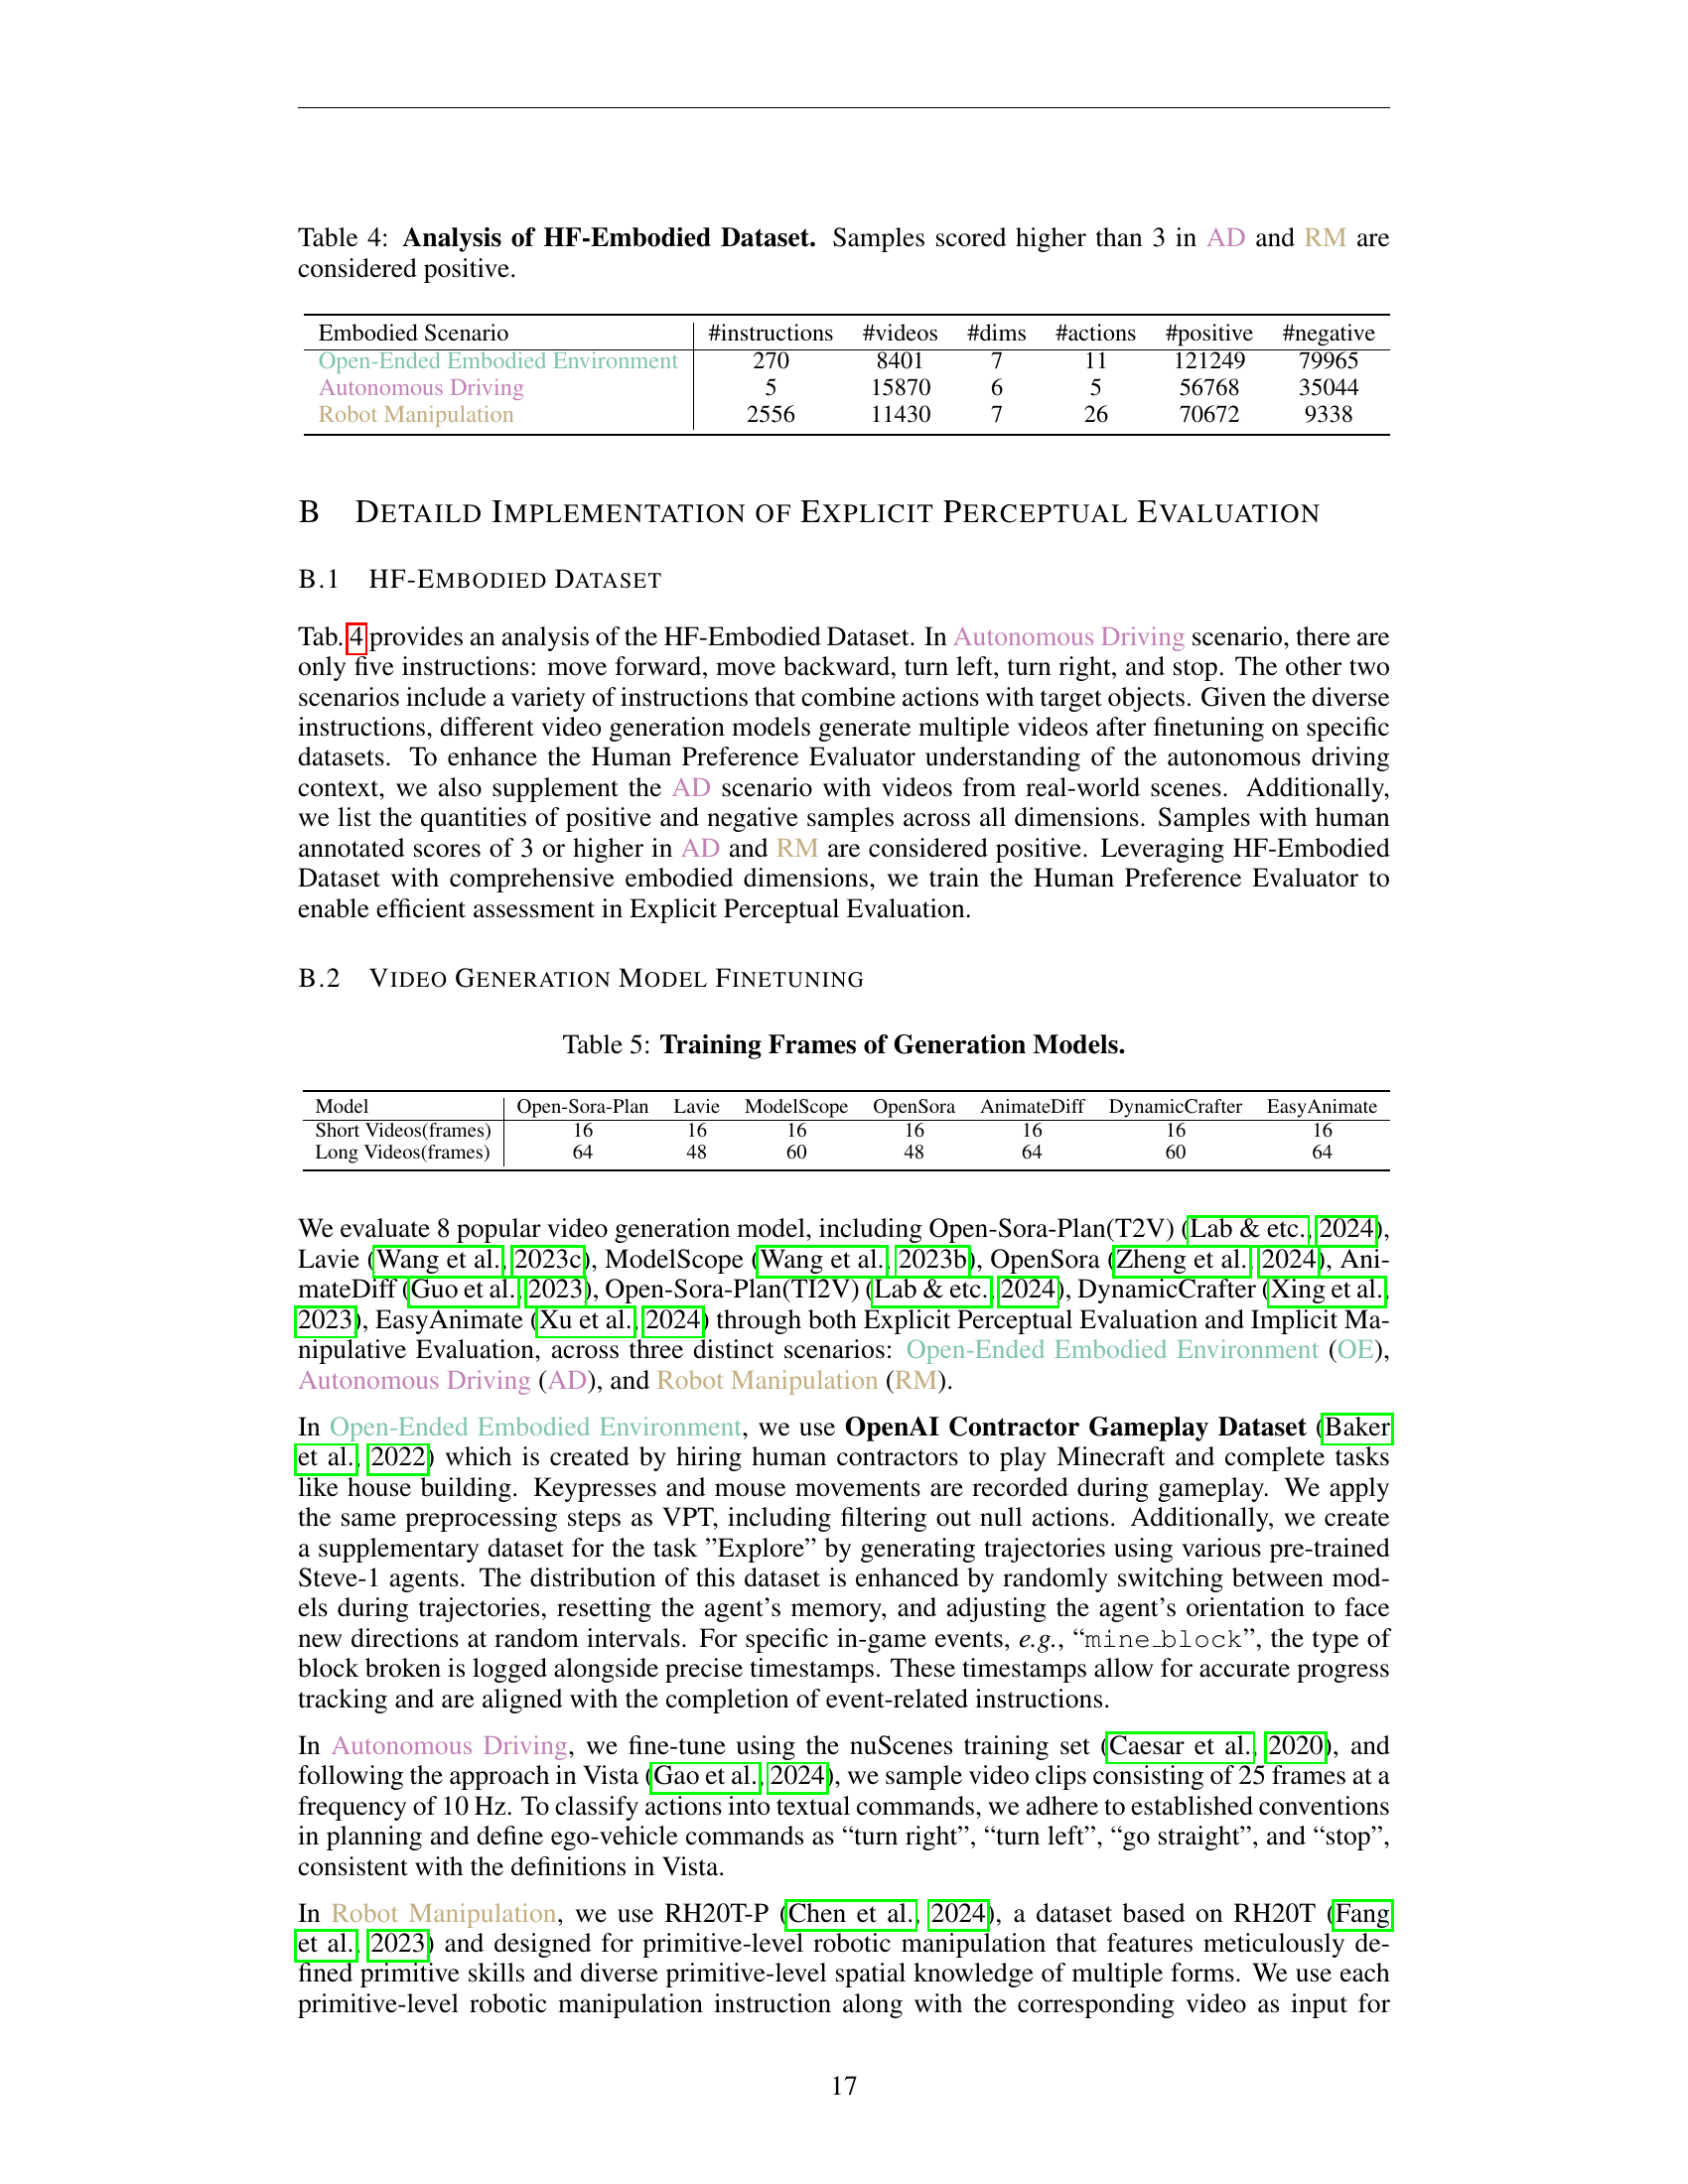 Table 4: Analysis of HF-Embodied Dataset. Samples scored higher than 3 in AD and RM are
considered positive.
Embodied Scenario #instructions #videos #dims #actions #positive #negative
Open-Ended Embodied Environment 270 8401 7 11 121249 79965
Autonomous Driving 5 15870 6 5 56768 35044
Robot Manipulation 2556 11430 7 26 70672 9338
B DETAILD IMPLEMENTATION OF EXPLICIT PERCEPTUAL EVALUATION
B.1 HF-EMBODIED DATASET
Tab. 4 provides an analysis of the HF-Embodied Dataset. In Autonomous Driving scenario, there are
only five instructions: move forward, move backward, turn left, turn right, and stop. The other two
scenarios include a variety of instructions that combine actions with target objects. Given the diverse
instructions, different video generation models generate multiple videos after finetuning on specific
datasets. To enhance the Human Preference Evaluator understanding of the autonomous driving
context, we also supplement the AD scenario with videos from real-world scenes. Additionally,
we list the quantities of positive and negative samples across all dimensions. Samples with human
annotated scores of 3 or higher in AD and RM are considered positive. Leveraging HF-Embodied
Dataset with comprehensive embodied dimensions, we train the Human Preference Evaluator to
enable efficient assessment in Explicit Perceptual Evaluation.
B.2 VIDEO GENERATION MODEL FINETUNING
Table 5: Training Frames of Generation Models.
Model Open-Sora-Plan Lavie ModelScope OpenSora AnimateDiff DynamicCrafter EasyAnimate
Short Videos(frames) 16 16 16 16 16 16 16
Long Videos(frames) 64 48 60 48 64 60 64
We evaluate 8 popular video generation model, including Open-Sora-Plan(T2V) (Lab & etc., 2024),
Lavie (Wang et al., 2023c), ModelScope (Wang et al., 2023b), OpenSora (Zheng et al., 2024), Ani-
mateDiff (Guo et al., 2023), Open-Sora-Plan(TI2V) (Lab & etc., 2024), DynamicCrafter (Xing et al.,
2023), EasyAnimate (Xu et al., 2024) through both Explicit Perceptual Evaluation and Implicit Ma-
nipulative Evaluation, across three distinct scenarios: Open-Ended Embodied Environment (OE),
Autonomous Driving (AD), and Robot Manipulation (RM).
In Open-Ended Embodied Environment, we use OpenAI Contractor Gameplay Dataset (Baker
et al., 2022) which is created by hiring human contractors to play Minecraft and complete tasks
like house building. Keypresses and mouse movements are recorded during gameplay. We apply
the same preprocessing steps as VPT, including filtering out null actions. Additionally, we create
a supplementary dataset for the task ”Explore” by generating trajectories using various pre-trained
Steve-1 agents. The distribution of this dataset is enhanced by randomly switching between mod-
els during trajectories, resetting the agent’s memory, and adjusting the agent’s orientation to face
new directions at random intervals. For specific in-game events, e.g., “mine_block”, the type of
block broken is logged alongside precise timestamps. These timestamps allow for accurate progress
tracking and are aligned with the completion of event-related instructions.
In Autonomous Driving, we fine-tune using the nuScenes training set (Caesar et al., 2020), and
following the approach in Vista (Gao et al., 2024), we sample video clips consisting of 25 frames at a
frequency of 10 Hz. To classify actions into textual commands, we adhere to established conventions
in planning and define ego-vehicle commands as “turn right”, “turn left”, “go straight”, and “stop”,
consistent with the definitions in Vista.
In Robot Manipulation, we use RH20T-P (Chen et al., 2024), a dataset based on RH20T (Fang
et al., 2023) and designed for primitive-level robotic manipulation that features meticulously de-
fined primitive skills and diverse primitive-level spatial knowledge of multiple forms. We use each
primitive-level robotic manipulation instruction along with the corresponding video as input for
17